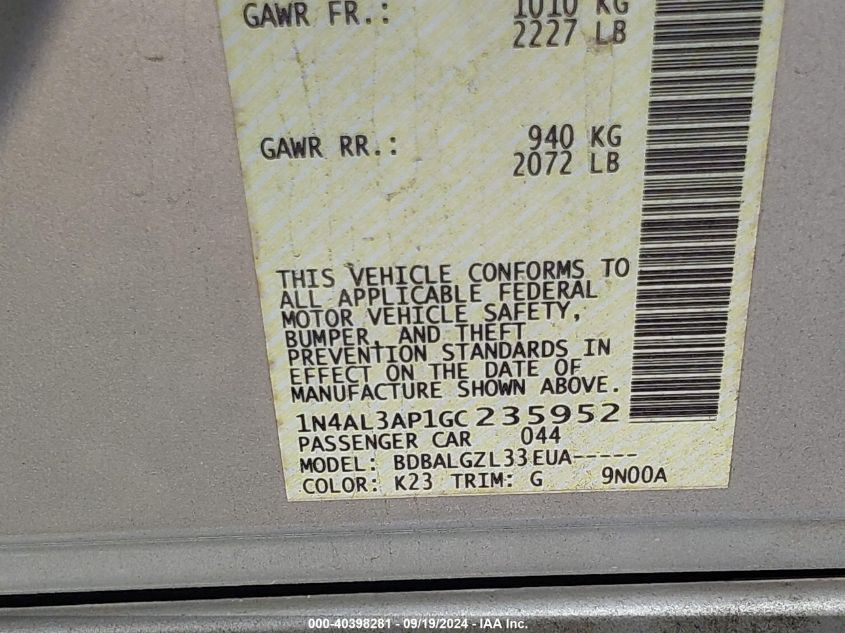 GAWR FR.: 1010 KG
2227 LB
GAWR RR.: 940 KG
2072 LB
THIS VEHICLE CONFORMS TO
ALL APPLICABLE FEDERAL
MOTOR VEHICLE SAFETY,
BUMPER, AND THEFT
PREVENTION STANDARDS IN
EFFECT ON THE DATE OF
MANUFACTURE SHOWN ABOVE.
1N4AL3AP1GC235952
PASSENGER CAR 044
MODEL: BDBALGZL33EUA-----
COLOR: K23 TRIM: G 9N00A
000-40398281 - 09/19/2024 - IAA Inc.